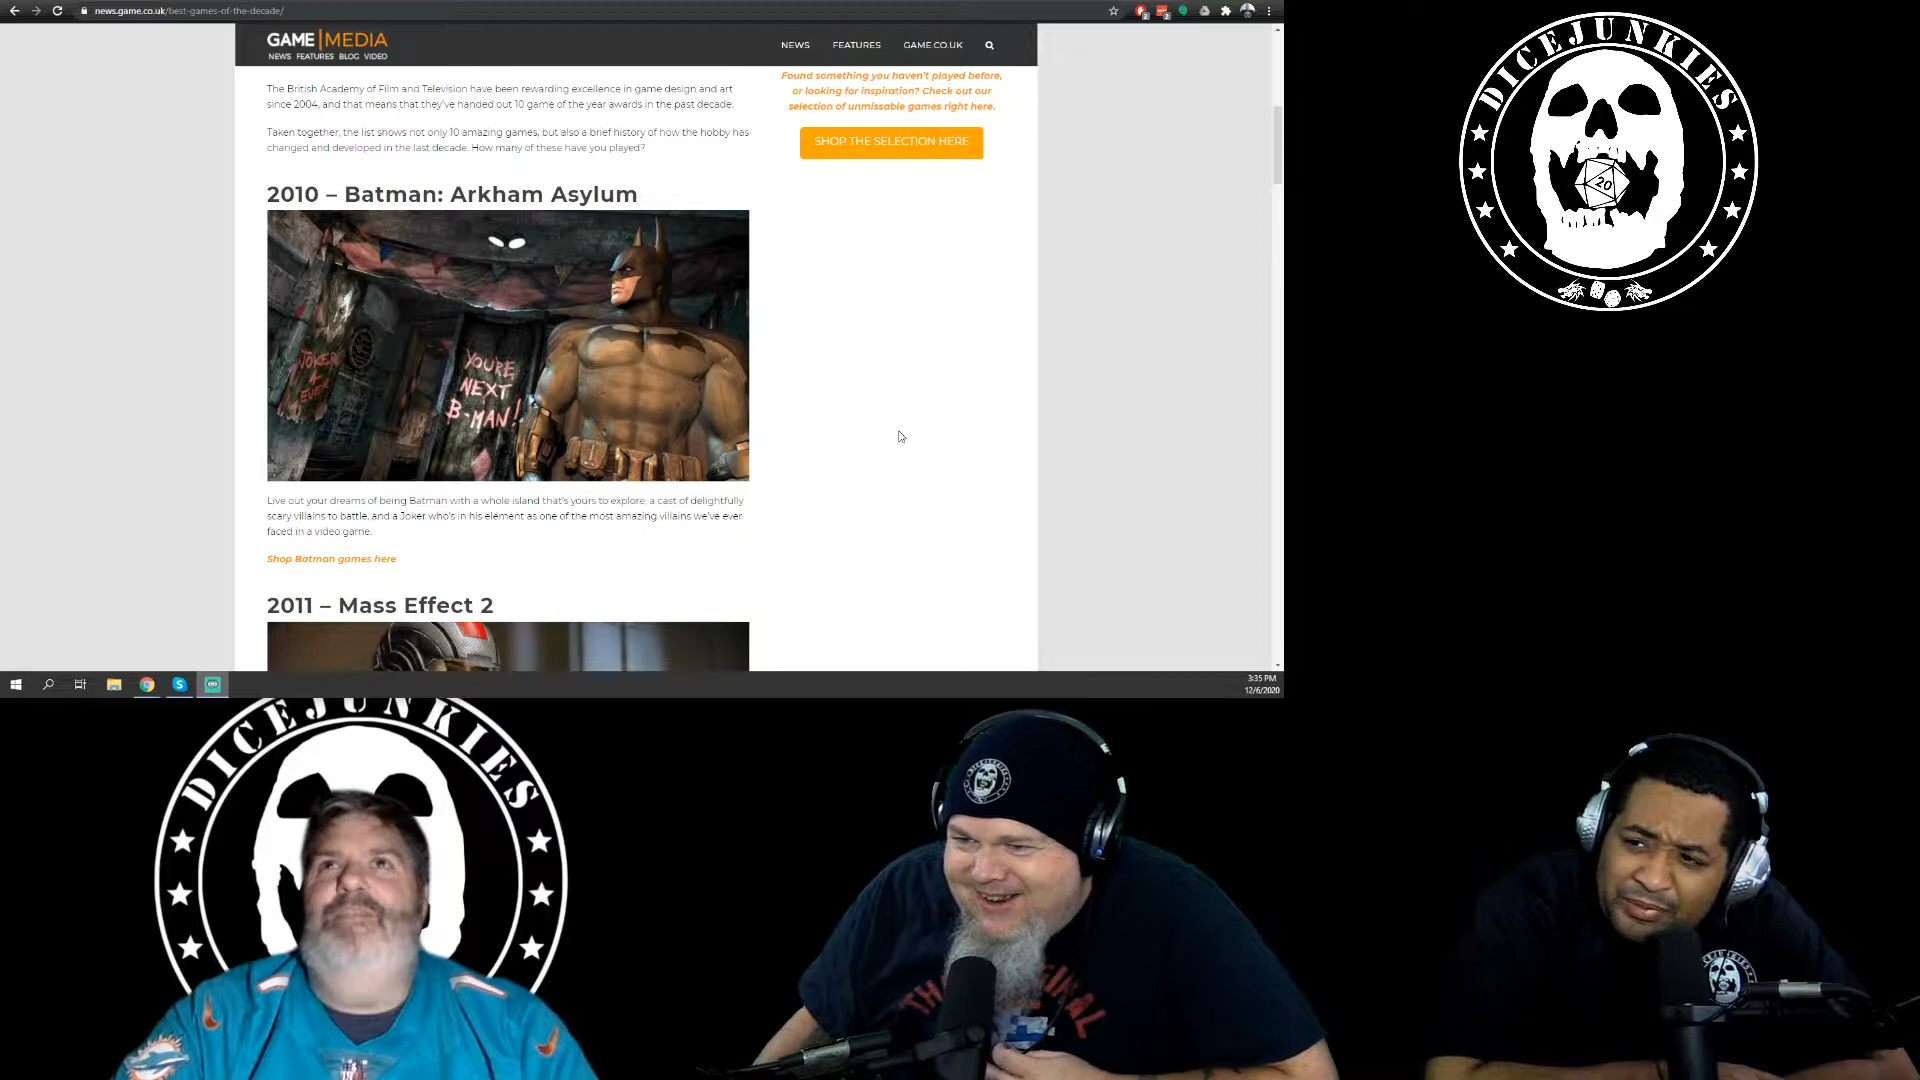 news.game.co.uk/best-games-of-the-decade/
GAME|MEDIA
NEWS FEATURES BLOG VIDEO
NEWS
FEATURES
GAME.CO.UK
The British Academy of Film and Television have been rewarding excellence in game design and art
since 2004, and that means that they've handed out 10 game of the year awards in the past decade.
Taken together, the list shows not only 10 amazing games, but also a brief history of how the hobby has
changed and developed in the last decade. How many of these have you played?
Found something you haven't played before,
or looking for inspiration? Check out our
selection of unmissable games right here.
SHOP THE SELECTION HERE
2010 – Batman: Arkham Asylum
JOKER
4
EVER
YOU'RE
NEXT
B-MAN!
Live out your dreams of being Batman with a whole island that's yours to explore, a cast of delightfully
scary villains to battle, and a Joker who's in his element as one of the most amazing villains we've ever
faced in a video game.
Shop Batman games here
2011 – Mass Effect 2
3:35 PM
12/6/2020
DICEJUNKIES
20
DICEJUNKIES